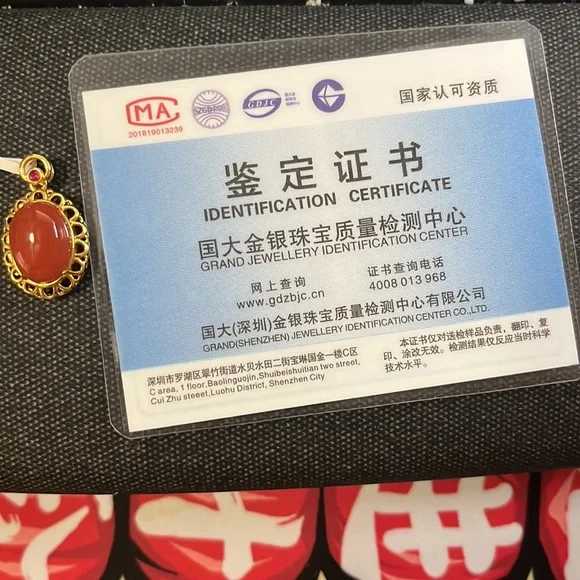 CMA
201819013239
GDJC
国家认可资质
鉴定证书
IDENTIFICATION CERTIFICATE
国大金银珠宝质量检测中心
GRAND JEWELLERY IDENTIFICATION CENTER
网上查询
www.gdzbjc.cn
证书查询电话
4008 013 968
国大(深圳)金银珠宝质量检测中心有限公司
GRAND(SHENZHEN) JEWELLERY IDENTIFICATION CENTER CO.,LTD.
深圳市罗湖区翠竹街道水贝水田二街宝琳国金一楼C区
C area, 1 floor,Baolinguojin,Shuibeishuitian two street,
Cui Zhu steeet,Luohu District, Shenzhen City
本证书仅对送检样品负责，翻印、复
印、涂改无效。检测结果仅反应当时科学
技术水平。